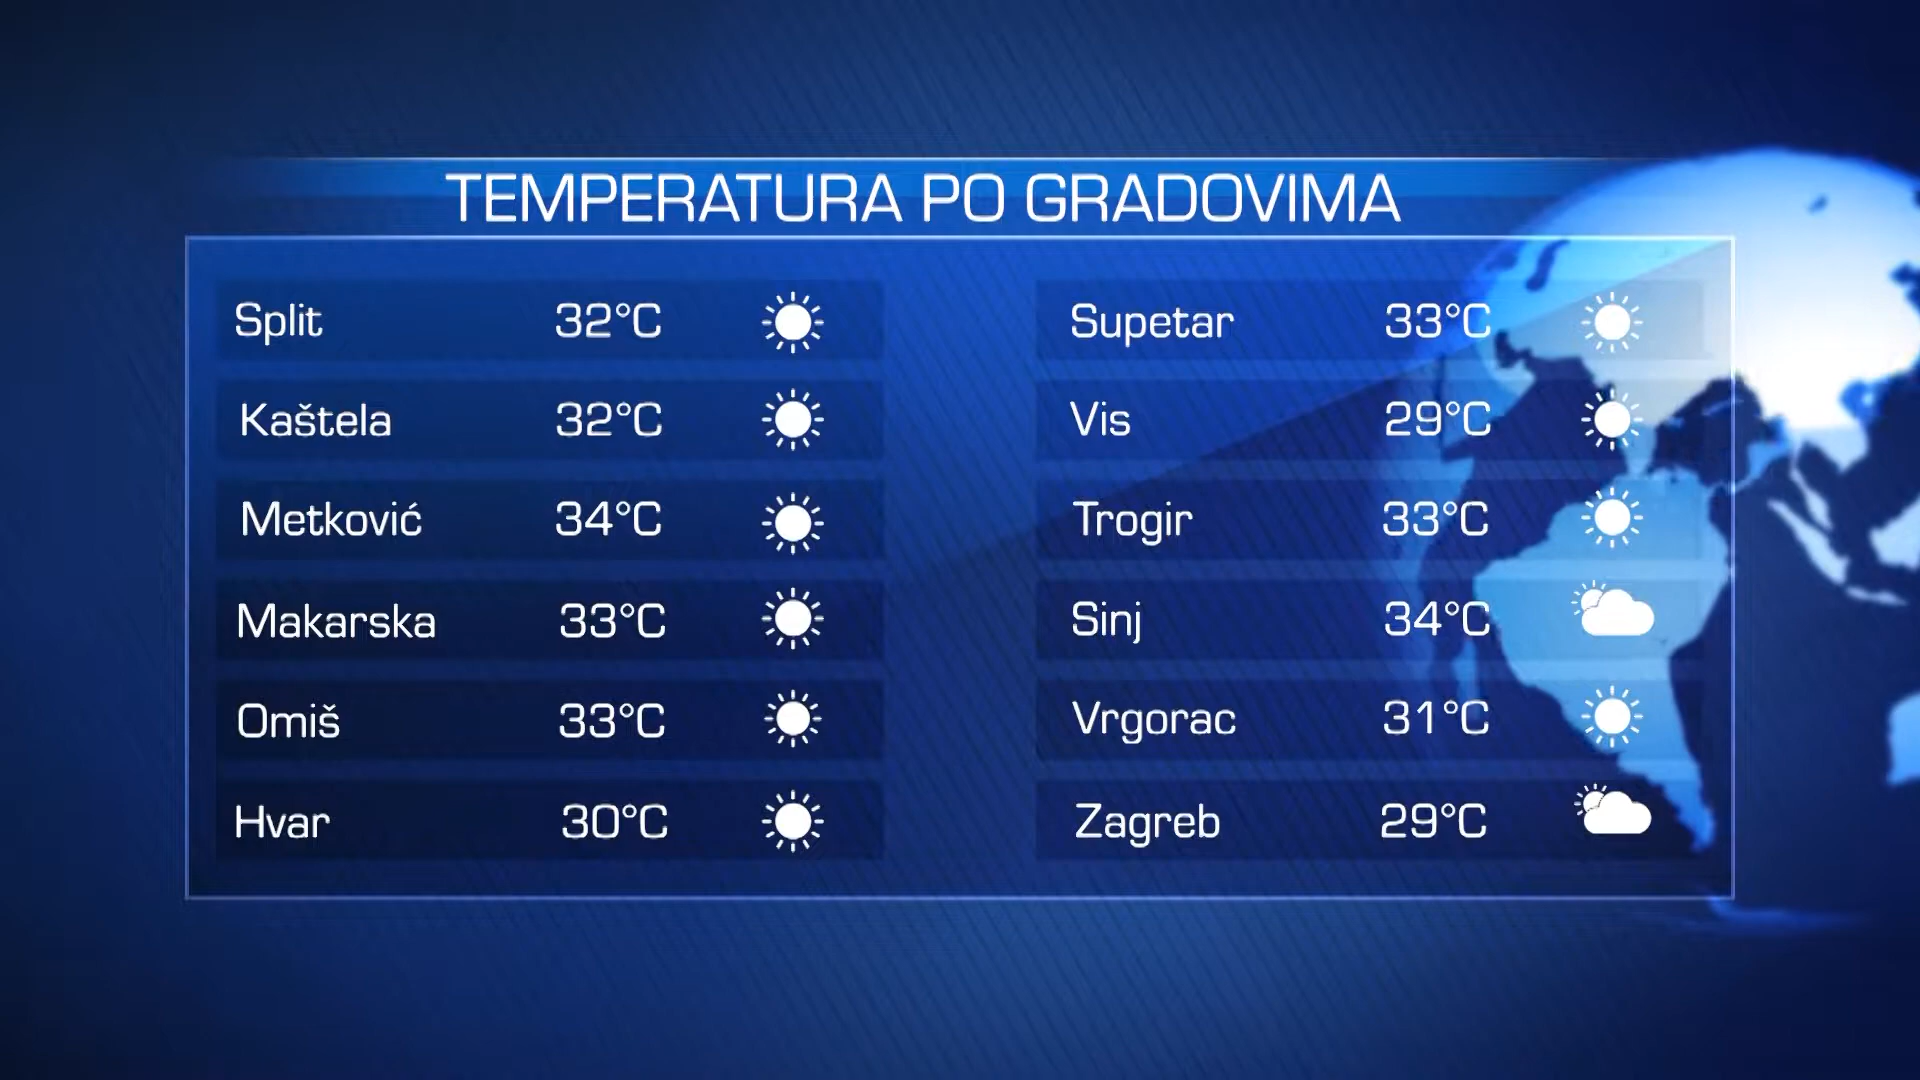 TEMPERATURA PO GRADOVIMA
Split 32°C
Kaštela 32°C
Metković 34°C
Makarska 33°C
Omiš 33°C
Hvar 30°C
Supetar 33°C
Vis 29°C
Trogir 33°C
Sinj 34°C
Vrgorac 31°C
Zagreb 29°C